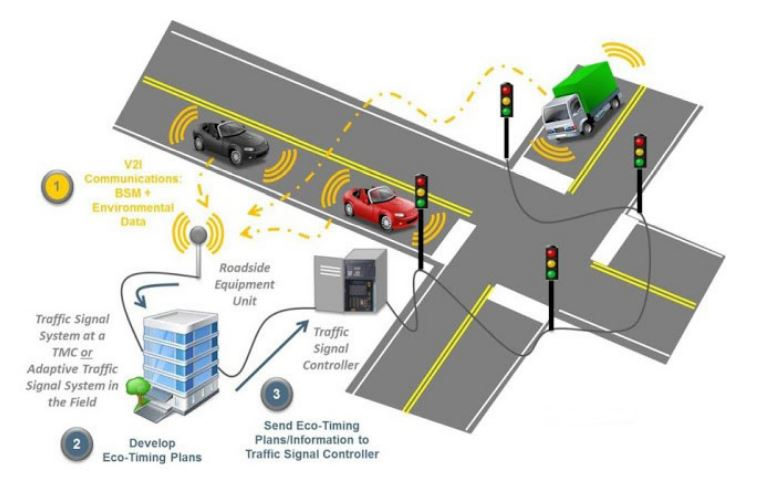 1
V2I
Communications:
BSM +
Environmental
Data
Roadside
Equipment
Unit
Traffic Signal
System at a
TMC or
Adaptive Traffic
Signal System in
the Field
Traffic
Signal
Controller
2
Develop
Eco-Timing Plans
3
Send Eco-Timing
Plans/Information to
Traffic Signal Controller